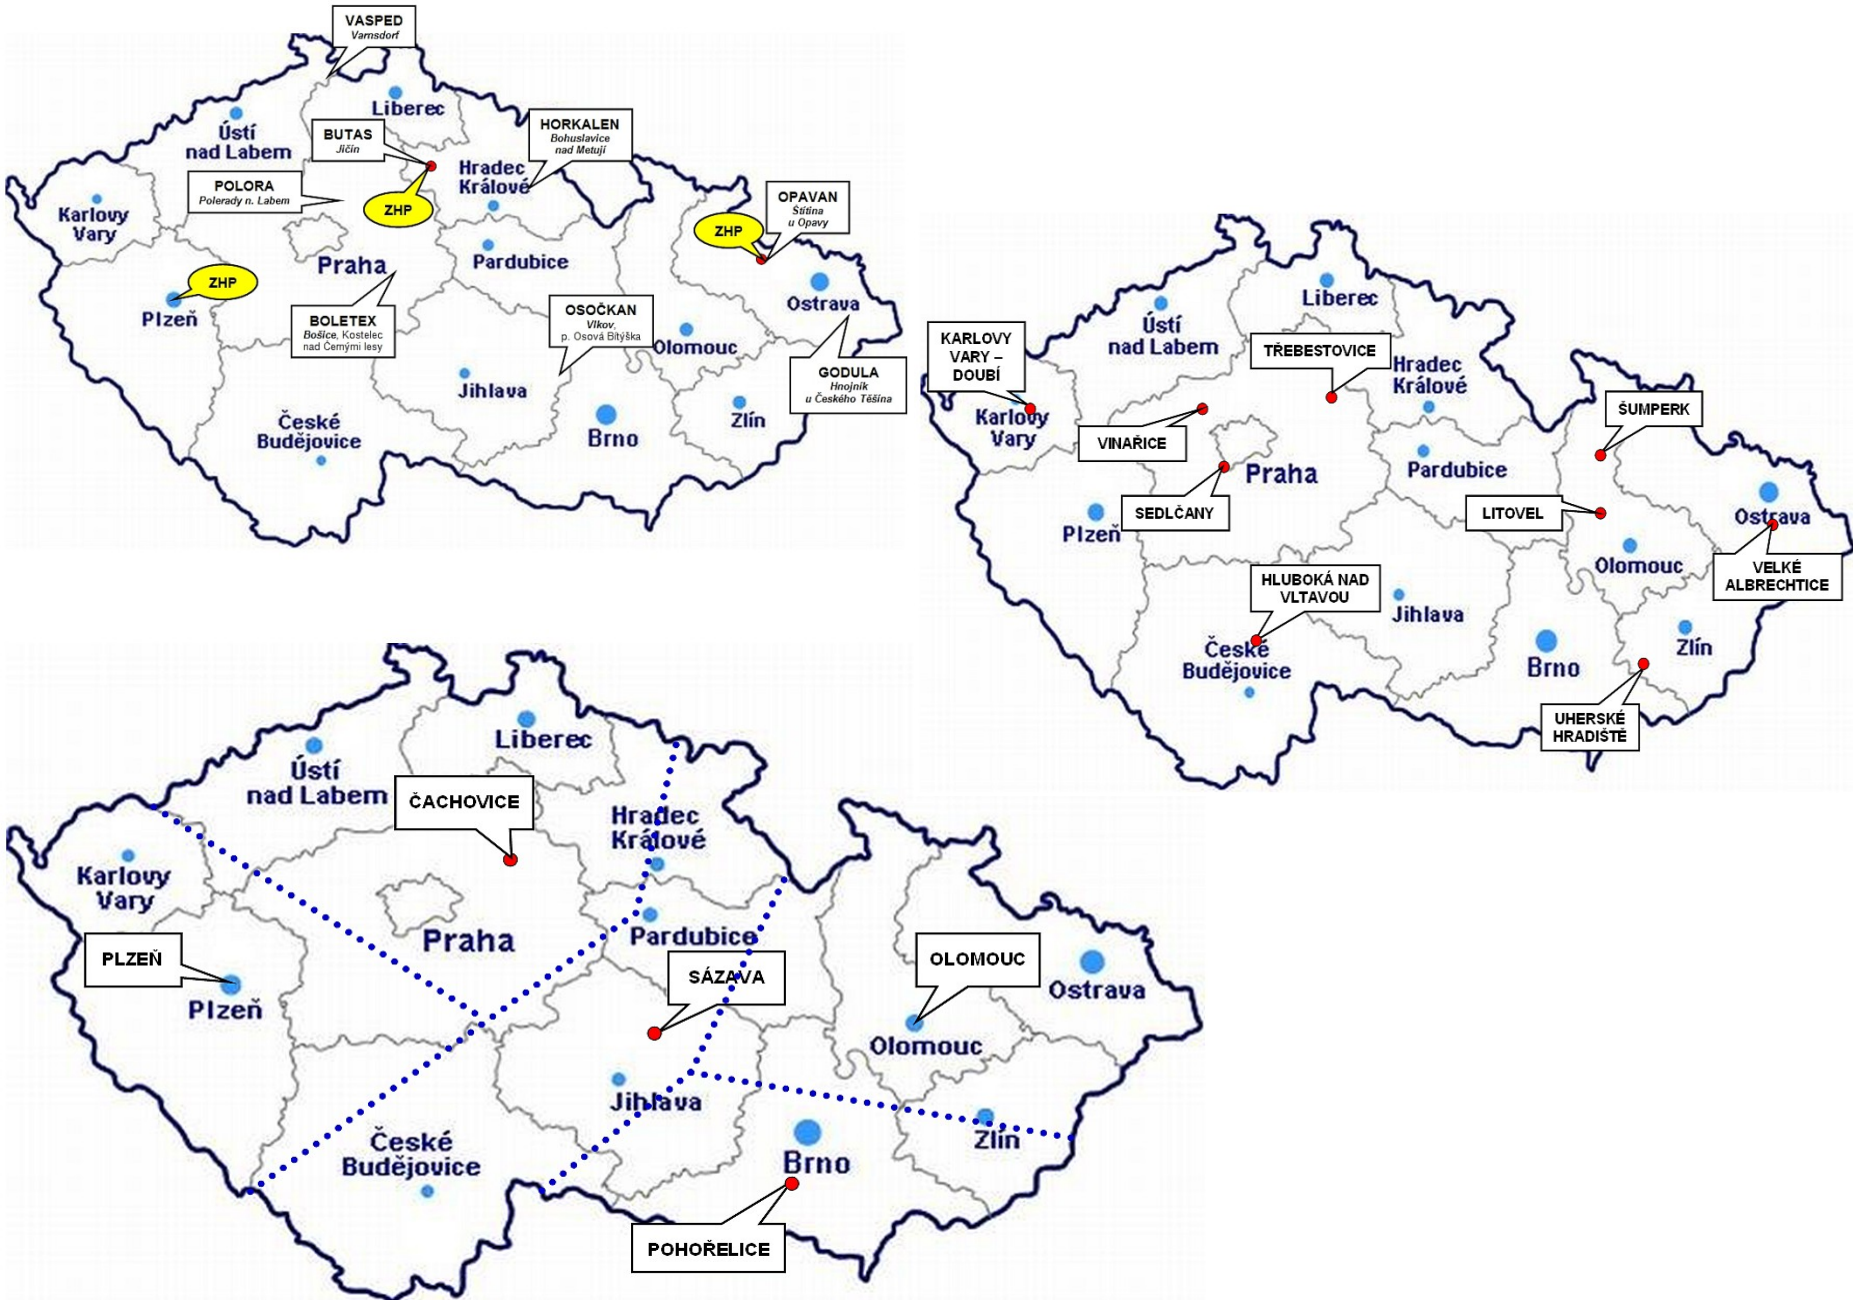 VASPED
Varnsdorf
Liberec
Ústí
nad Labem
BUTAS
Jičín
HORKALEN
Bohuslavice
nad Metují
Hradec
Králové
POLORA
Polerady n. Labem
ZHP
OPAVAN
Štítina
u Opavy
ZHP
Karlovy
Vary
Praha
Pardubice
ZHP
Plzeň
BOLETEX
Bošice, Kostelec
nad Černými lesy
OSOČKAN
Vlkov,
p. Osová Bítýška
Ostrava
Olomouc
GODULA
Hnojník
u Českého Těšína
Jihlava
Zlín
České
Budějovice
Brno
Liberec
Ústí
nad Labem
KARLOVY
VARY –
DOUBÍ
TŘEBESTOVICE
Hradec
Králové
ŠUMPERK
Karlovy
Vary
VINAŘICE
Praha
Pardubice
SEDLČANY
LITOVEL
Ostrava
Plzeň
Olomouc
VELKÉ
ALBRECHTICE
HLUBOKÁ NAD
VLTAVOU
Jihlava
České
Budějovice
Brno
Zlín
UHERSKÉ
HRADIŠTĚ
Liberec
Ústí
nad Labem
ČACHOVICE
Hradec
Králové
Karlovy
Vary
Praha
Pardubice
PLZEŇ
SÁZAVA
OLOMOUC
Plzeň
Ostrava
Olomouc
Jihlava
České
Budějovice
Zlín
Brno
POHOŘELICE